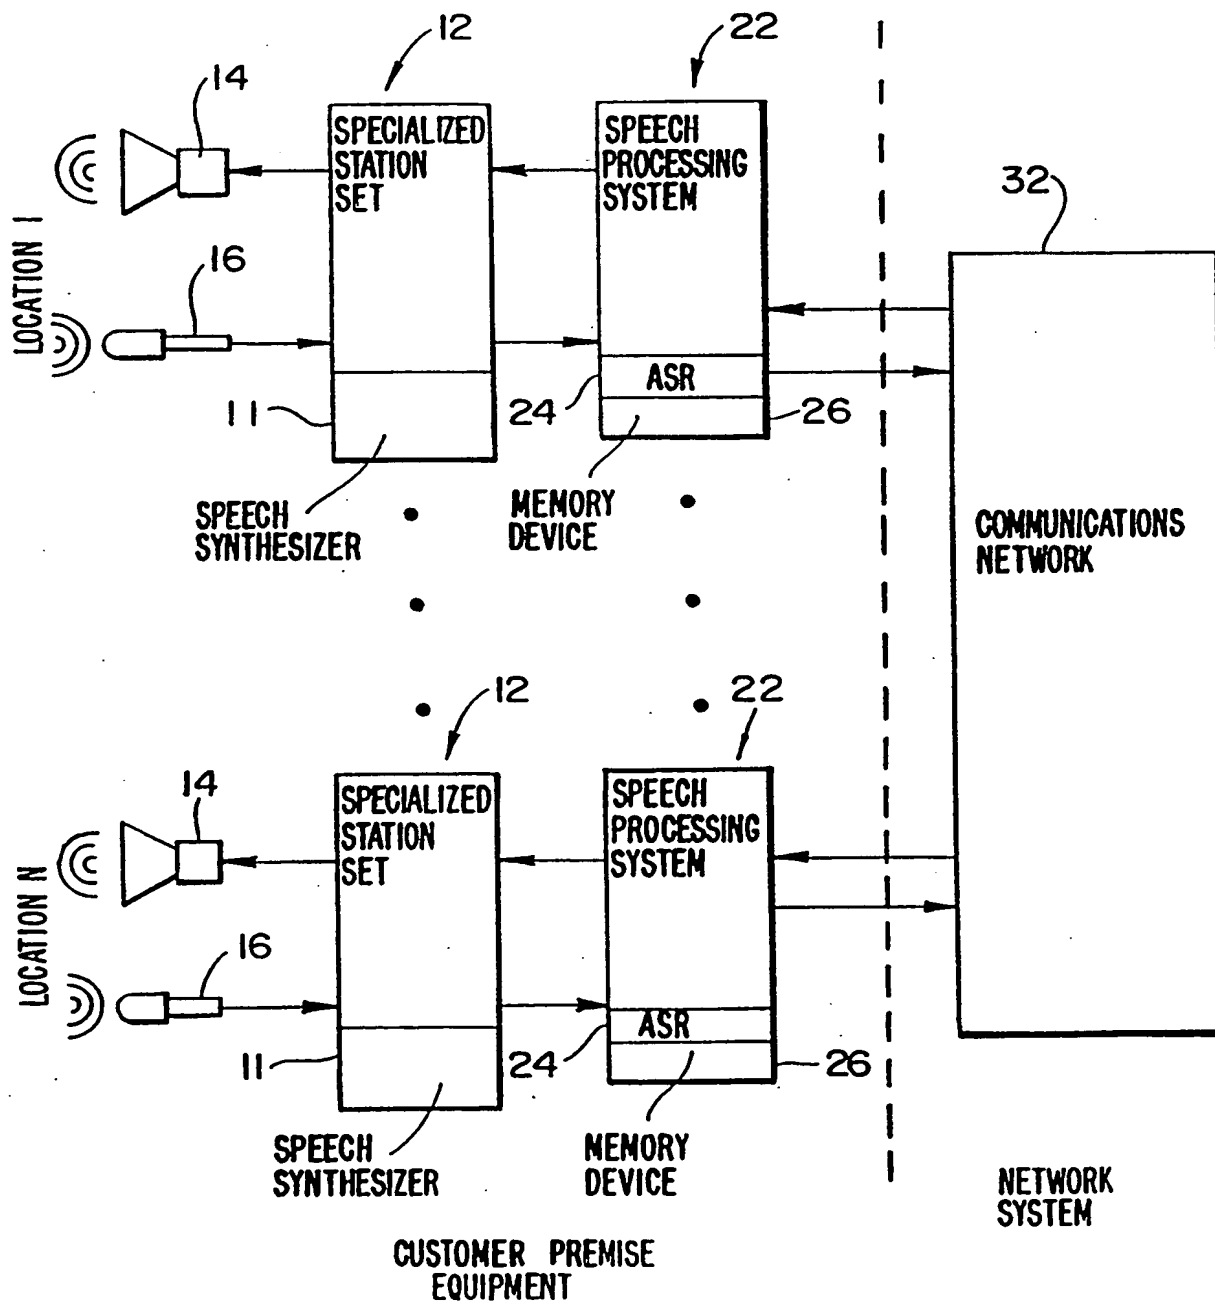 12
22
14
SPECIALIZED
STATION
SET
SPEECH
PROCESSING
SYSTEM
32
LOCATION 1
16
11
24
ASR
26
SPEECH
SYNTHESIZER
MEMORY
DEVICE
COMMUNICATIONS
NETWORK
12
22
14
SPECIALIZED
STATION
SET
SPEECH
PROCESSING
SYSTEM
LOCATION N
16
11
24
ASR
26
SPEECH
SYNTHESIZER
MEMORY
DEVICE
NETWORK
SYSTEM
CUSTOMER PREMISE
EQUIPMENT